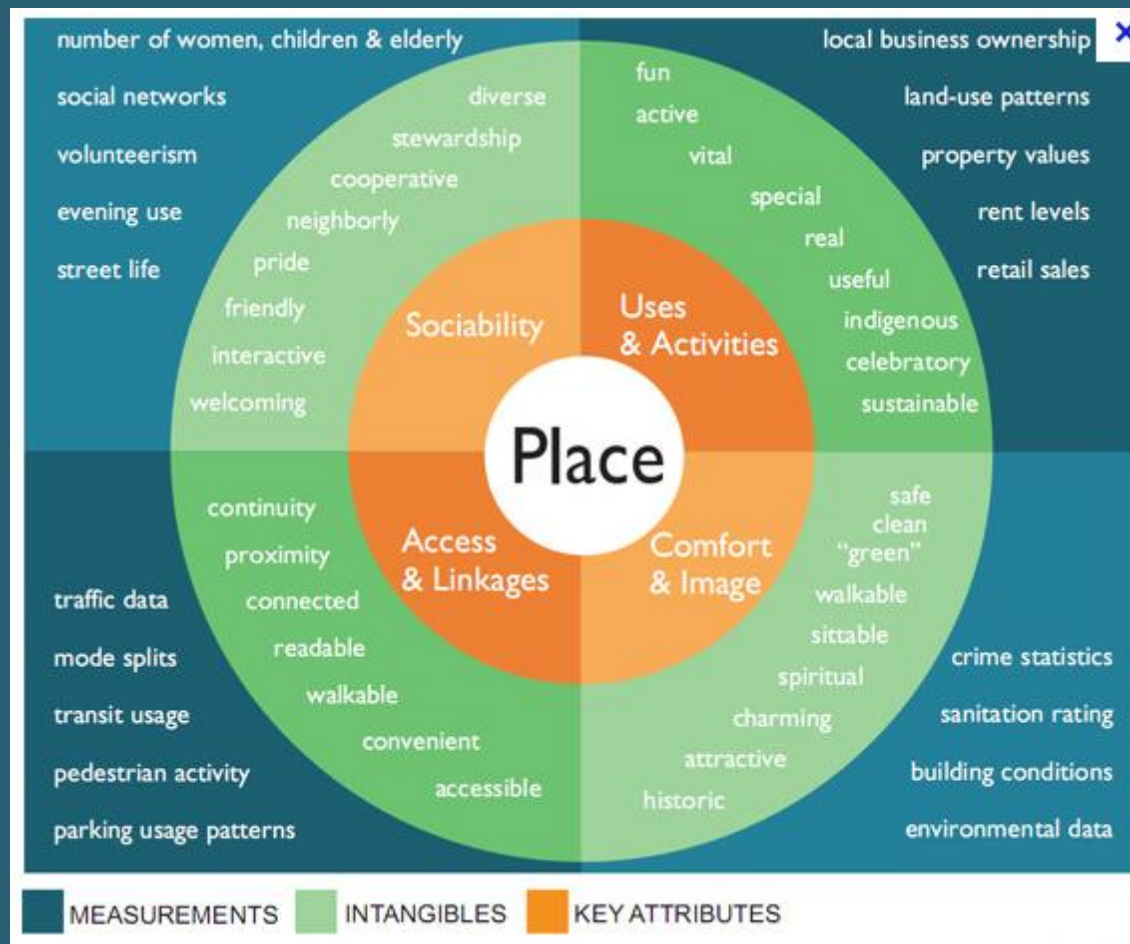 number of women, children & elderly
social networks
volunteerism
evening use
street life
diverse
stewardship
cooperative
neighborly
pride
friendly
interactive
welcoming
Sociability
fun
active
vital
special
real
useful
indigenous
celebratory
sustainable
Uses
& Activities
local business ownership
land-use patterns
property values
rent levels
retail sales
Place
continuity
proximity
connected
readable
walkable
convenient
accessible
Access
& Linkages
traffic data
mode splits
transit usage
pedestrian activity
parking usage patterns
Comfort
& Image
safe
clean
“green”
walkable
sittable
spiritual
charming
attractive
historic
crime statistics
sanitation rating
building conditions
environmental data
MEASUREMENTS
INTANGIBLES
KEY ATTRIBUTES